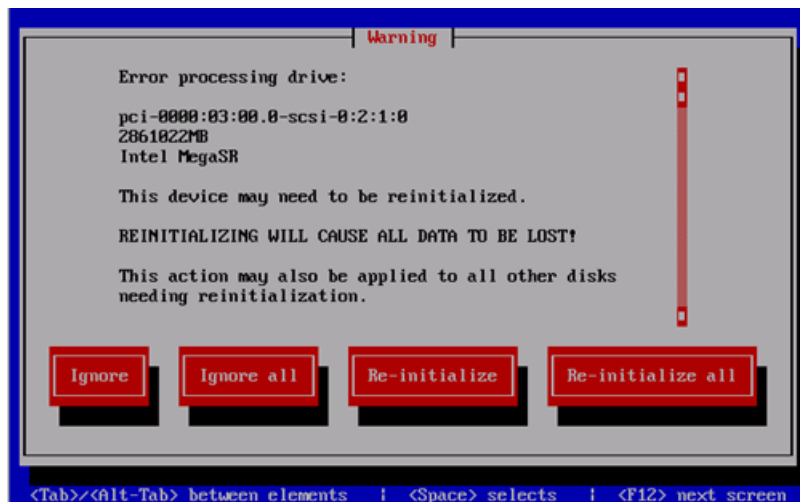 Warning
Error processing drive:
pci-0000:03:00.0-scsi-0:2:1:0
2861022MB
Intel MegaSR
This device may need to be reinitialized.
REINITIALIZING WILL CAUSE ALL DATA TO BE LOST!
This action may also be applied to all other disks
needing reinitialization.
Ignore Ignore all Re-initialize Re-initialize all
<Tab>/<Alt-Tab> between elements | <Space> selects | <F12> next screen